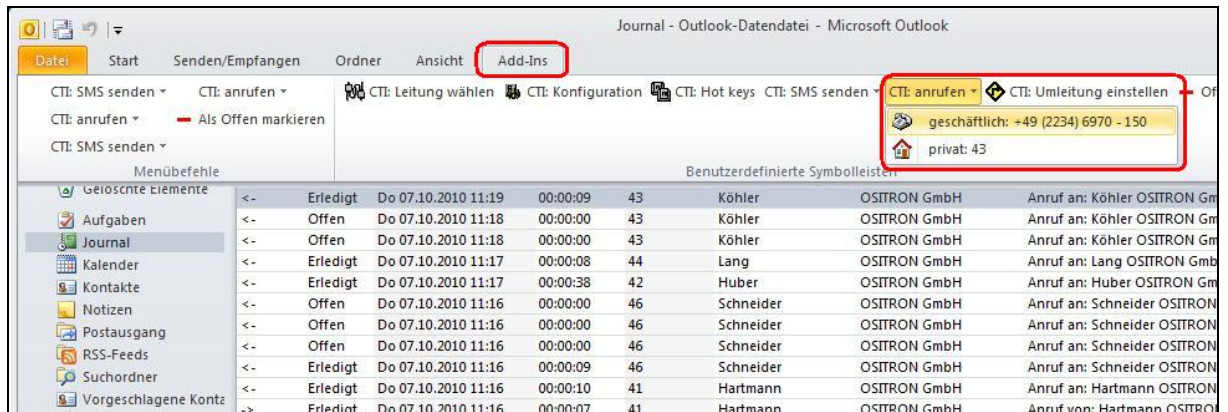 Journal - Outlook-Datendatei - Microsoft Outlook
Datei Start Senden/Empfangen Ordner Ansicht Add-Ins
CTI: SMS senden CTI: anrufen CTI: Leitung wählen CTI: Konfiguration CTI: Hot keys CTI: SMS senden CTI: anrufen CTI: Umleitung einstellen Of
CTI: anrufen Als Offen markieren geschäftlich: +49 (2234) 6970 - 150
CTI: SMS senden privat: 43
Menübefehle Benutzerdefinierte Symbolleisten
Gelöschte Elemente
Aufgaben
Journal
Kalender
Kontakte
Notizen
Postausgang
RSS-Feeds
Suchordner
Vorgeschlagene Konta
<- Erledigt Do 07.10.2010 11:19 00:00:09 43 Köhler OSITRON GmbH Anruf an: Köhler OSITRON Gm
<- Offen Do 07.10.2010 11:18 00:00:00 43 Köhler OSITRON GmbH Anruf an: Köhler OSITRON Gm
<- Offen Do 07.10.2010 11:18 00:00:00 43 Köhler OSITRON GmbH Anruf an: Köhler OSITRON Gm
<- Erledigt Do 07.10.2010 11:17 00:00:08 44 Lang OSITRON GmbH Anruf an: Lang OSITRON Gmb
<- Erledigt Do 07.10.2010 11:17 00:00:38 42 Huber OSITRON GmbH Anruf an: Huber OSITRON Gm
<- Offen Do 07.10.2010 11:16 00:00:00 46 Schneider OSITRON GmbH Anruf an: Schneider OSITRON
<- Offen Do 07.10.2010 11:16 00:00:00 46 Schneider OSITRON GmbH Anruf an: Schneider OSITRON
<- Offen Do 07.10.2010 11:16 00:00:00 46 Schneider OSITRON GmbH Anruf an: Schneider OSITRON
<- Erledigt Do 07.10.2010 11:16 00:00:09 46 Schneider OSITRON GmbH Anruf an: Schneider OSITRON
<- Erledigt Do 07.10.2010 11:16 00:00:10 41 Hartmann OSITRON GmbH Anruf an: Hartmann OSITRON
-> Erledigt Do 07.10.2010 11:16 00:00:07 41 Hartmann OSITRON GmbH Anruf von: Hartmann OSITRO